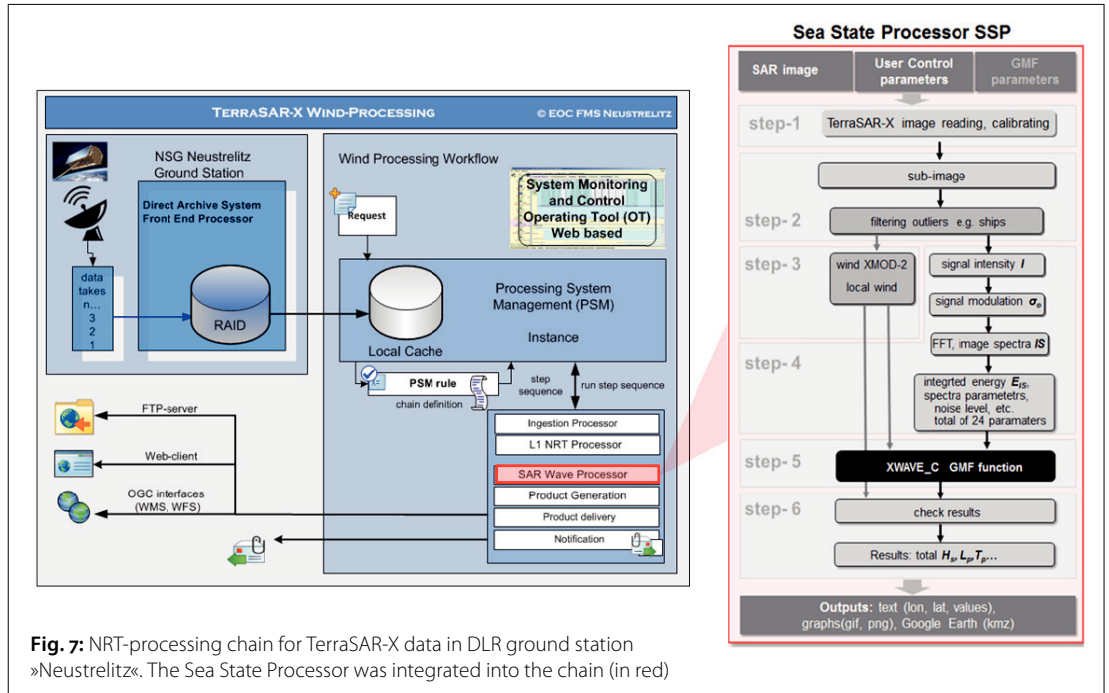 TERRASAR-X WIND-PROCESSING
© EOC FMS NEUSTRELITZ
NSG Neustrelitz
Ground Station
Direct Archive System
Front End Processor
data
takes
n...
3
2
1
RAID
Wind Processing Workflow
Request
System Monitoring
and Control
Operating Tool (OT)
Web based
Processing System
Management (PSM)
Instance
Local Cache
PSM rule
chain definition
step
sequence
run step sequence
Ingestion Processor
L1 NRT Processor
SAR Wave Processor
Product Generation
Product delivery
Notification
FTP-server
Web-client
OGC interfaces
(WMS, WFS)
Sea State Processor SSP
SAR image
User Control
parameters
GMF
parameters
step-1
TerraSAR-X image reading, calibrating
sub-image
step-2
filtering outliers e.g. ships
step- 3
wind XMOD-2
local wind
signal intensity I
signal modulation σo
FFT, image spectra IS
step-4
integrted energy EIS,
spectra parametrs,
noise level, etc.
total of 24 paramaters
step- 5
XWAVE_C GMF function
step-6
check results
Results: total Hs, Lp, Tp...
Outputs: text (lon, lat, values),
graphs(gif, png), Google Earth (kmz)
Fig. 7: NRT-processing chain for TerraSAR-X data in DLR ground station
»Neustrelitz«. The Sea State Processor was integrated into the chain (in red)